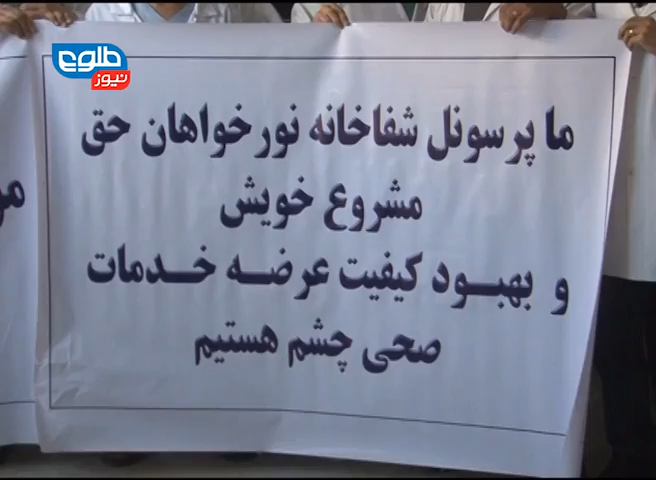 طلوع
نیوز
ما پرسونل شفاخانه نور خواهان حق
مشروع خویش
و بهبود کیفیت عرضه خدمات
صحی چشم هستیم